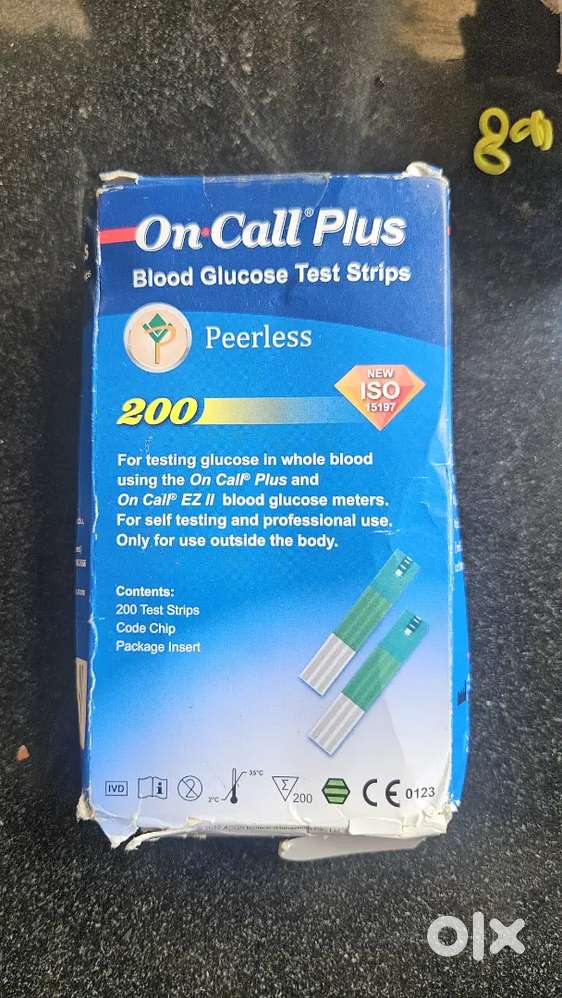 On·Call® Plus
Blood Glucose Test Strips
Peerless
NEW
ISO
15197
200
For testing glucose in whole blood
using the On Call® Plus and
On Call® EZ II blood glucose meters.
For self testing and professional use.
Only for use outside the body.
Contents:
200 Test Strips
Code Chip
Package Insert
IVD
i
2
2°C
35°C
Σ
200
CE 0123
olx